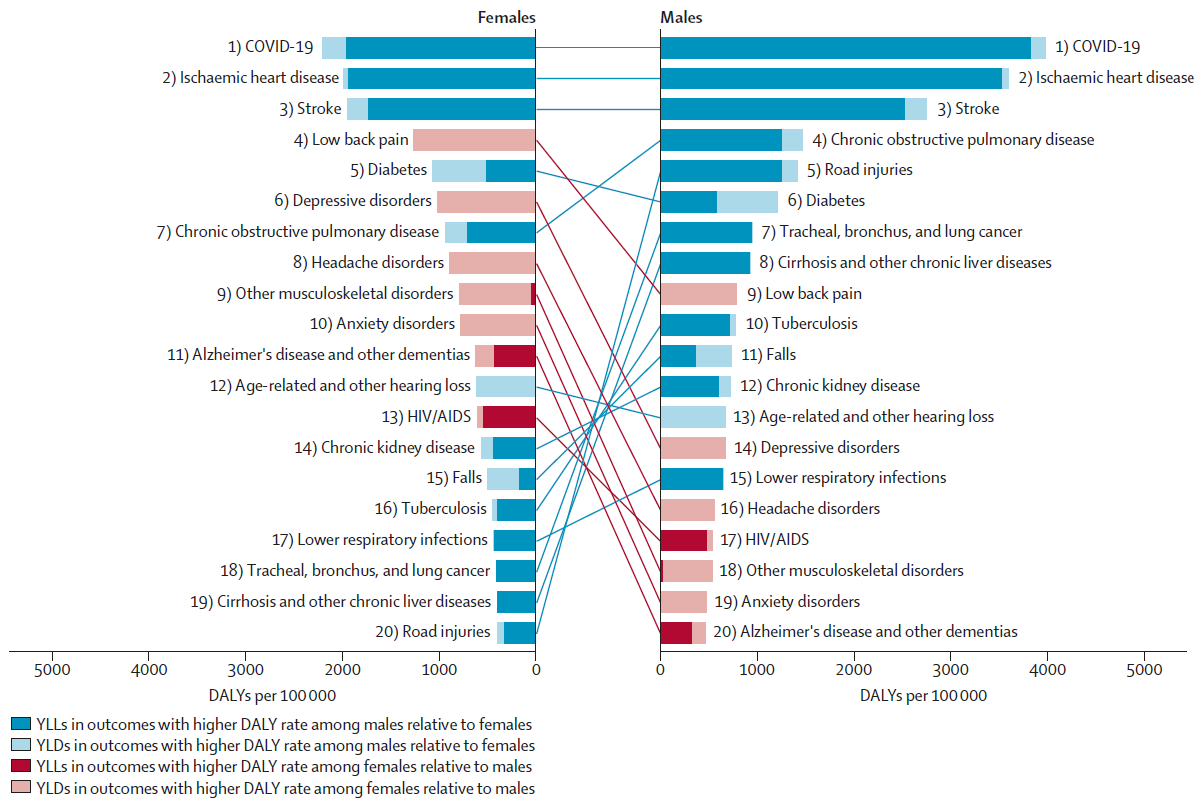 Females Males
1) COVID-19 1) COVID-19
2) Ischaemic heart disease 2) Ischaemic heart disease
3) Stroke 3) Stroke
4) Low back pain 4) Chronic obstructive pulmonary disease
5) Diabetes 5) Road injuries
6) Depressive disorders 6) Diabetes
7) Chronic obstructive pulmonary disease 7) Tracheal, bronchus, and lung cancer
8) Headache disorders 8) Cirrhosis and other chronic liver diseases
9) Other musculoskeletal disorders 9) Low back pain
10) Anxiety disorders 10) Tuberculosis
11) Alzheimer's disease and other dementias 11) Falls
12) Age-related and other hearing loss 12) Chronic kidney disease
13) HIV/AIDS 13) Age-related and other hearing loss
14) Chronic kidney disease 14) Depressive disorders
15) Falls 15) Lower respiratory infections
16) Tuberculosis 16) Headache disorders
17) Lower respiratory infections 17) HIV/AIDS
18) Tracheal, bronchus, and lung cancer 18) Other musculoskeletal disorders
19) Cirrhosis and other chronic liver diseases 19) Anxiety disorders
20) Road injuries 20) Alzheimer's disease and other dementias
5000 4000 3000 2000 1000 0 0 1000 2000 3000 4000 5000
DALYs per 100 000 DALYs per 100 000
YLLs in outcomes with higher DALY rate among males relative to females
YLDs in outcomes with higher DALY rate among males relative to females
YLLs in outcomes with higher DALY rate among females relative to males
YLDs in outcomes with higher DALY rate among females relative to males